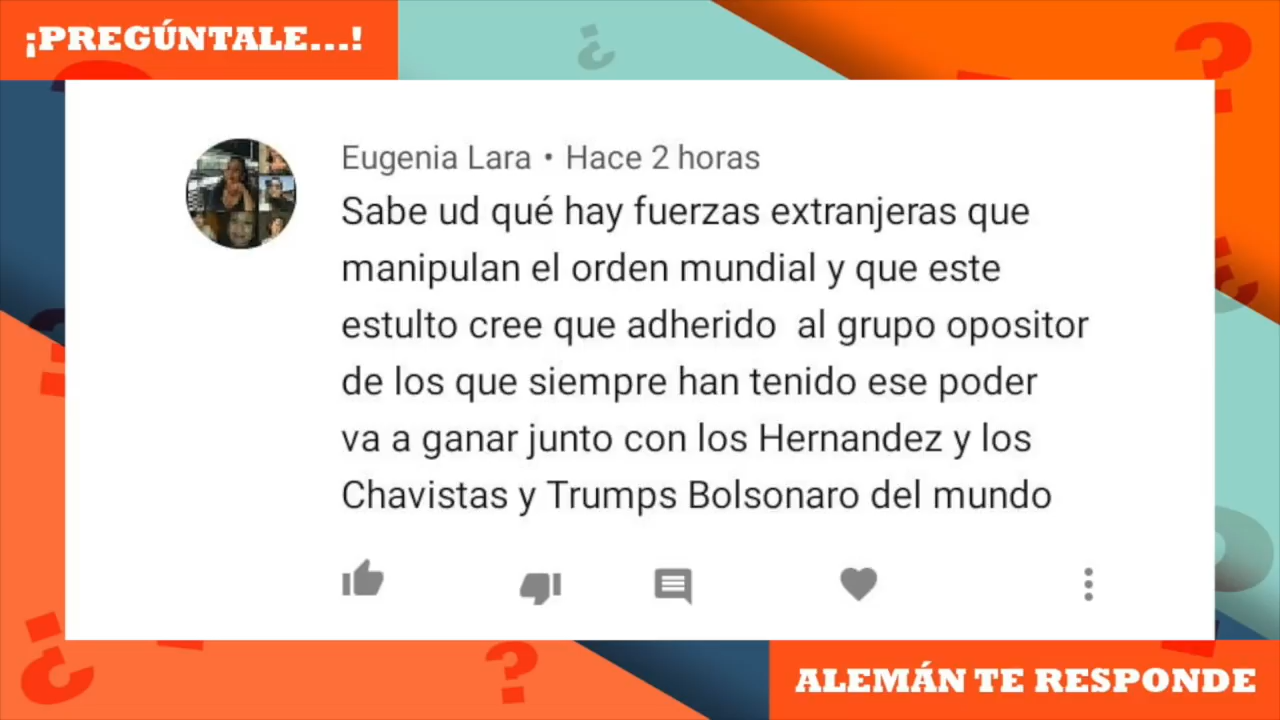 ¡PREGÚNTALE...!
Eugenia Lara • Hace 2 horas
Sabe ud qué hay fuerzas extranjeras que
manipulan el orden mundial y que este
estulto cree que adherido  al grupo opositor
de los que siempre han tenido ese poder
va a ganar junto con los Hernandez y los
Chavistas y Trumps Bolsonaro del mundo
ALEMÁN TE RESPONDE